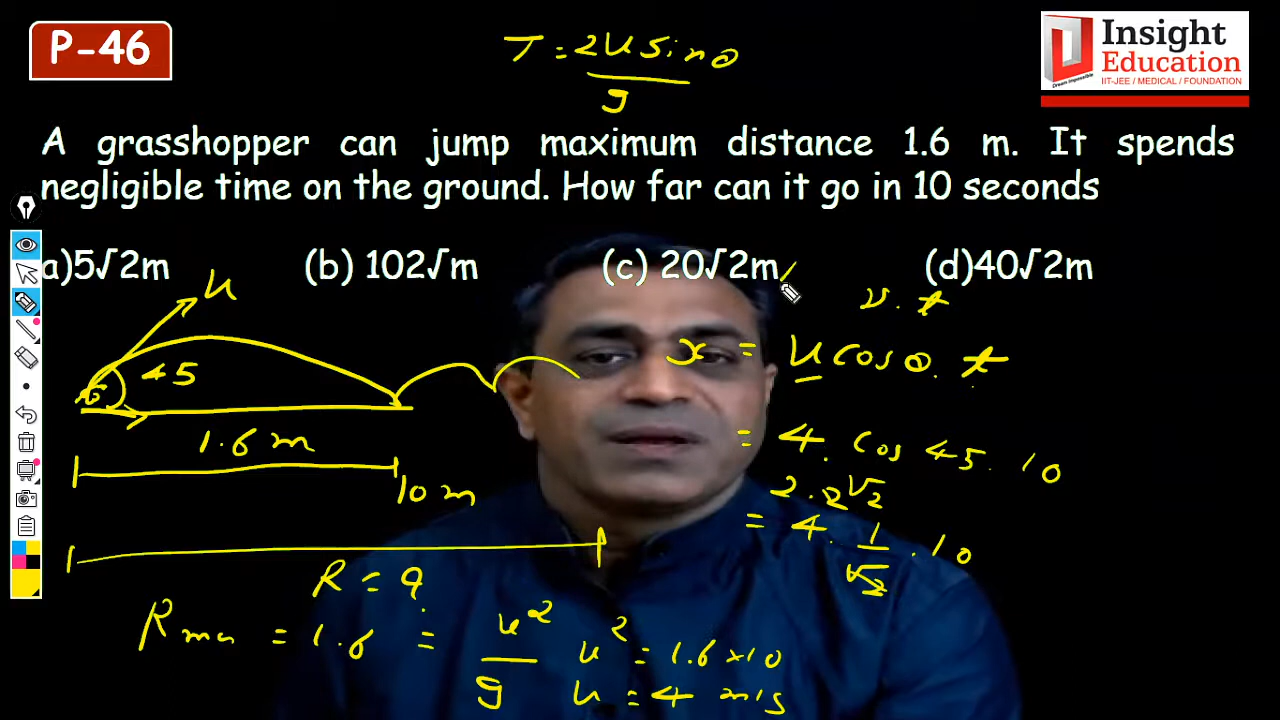 P-46
T = 2u sinθ
g
Insight
Education
Dream Impossible
IIT-JEE / MEDICAL / FOUNDATION
A grasshopper can jump maximum distance 1.6 m. It spends
negligible time on the ground. How far can it go in 10 seconds
a)5√2m (b) 102√m (c) 20√2m (d)40√2m
u
45
v. t
x = u cosθ. t
1.6 m
= 4. cos 45. 10
10 m
2. 2√2
= 4. 1 . 10
√2
R = 9
Rmax = 1.6 = u²
g
u² = 1.6×10
u = 4 m/s